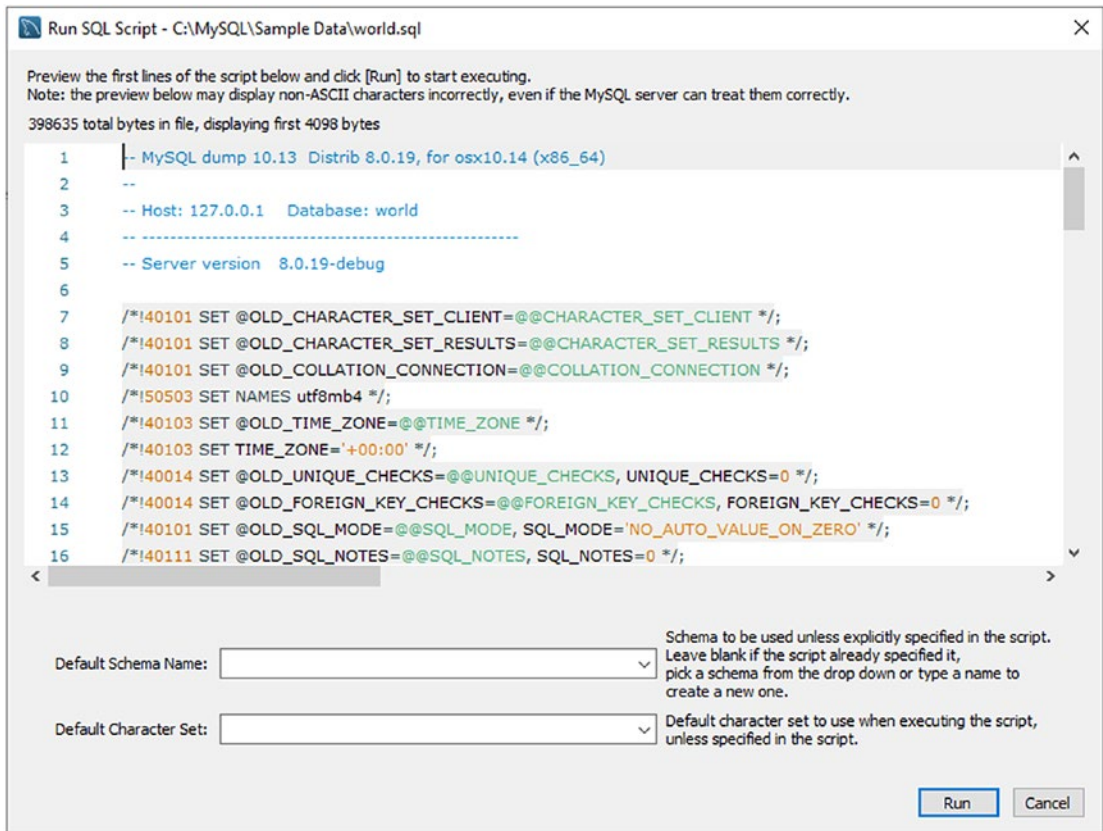 Run SQL Script - C:\MySQL\Sample Data\world.sql
Preview the first lines of the script below and click [Run] to start executing.
Note: the preview below may display non-ASCII characters incorrectly, even if the MySQL server can treat them correctly.
398635 total bytes in file, displaying first 4098 bytes
1 -- MySQL dump 10.13  Distrib 8.0.19, for osx10.14 (x86_64)
2 --
3 -- Host: 127.0.0.1    Database: world
4 -- ------------------------------------------------------
5 -- Server version   8.0.19-debug
6
7 /*!40101 SET @OLD_CHARACTER_SET_CLIENT=@@CHARACTER_SET_CLIENT */;
8 /*!40101 SET @OLD_CHARACTER_SET_RESULTS=@@CHARACTER_SET_RESULTS */;
9 /*!40101 SET @OLD_COLLATION_CONNECTION=@@COLLATION_CONNECTION */;
10 /*!50503 SET NAMES utf8mb4 */;
11 /*!40103 SET @OLD_TIME_ZONE=@@TIME_ZONE */;
12 /*!40103 SET TIME_ZONE='+00:00' */;
13 /*!40014 SET @OLD_UNIQUE_CHECKS=@@UNIQUE_CHECKS, UNIQUE_CHECKS=0 */;
14 /*!40014 SET @OLD_FOREIGN_KEY_CHECKS=@@FOREIGN_KEY_CHECKS, FOREIGN_KEY_CHECKS=0 */;
15 /*!40101 SET @OLD_SQL_MODE=@@SQL_MODE, SQL_MODE='NO_AUTO_VALUE_ON_ZERO' */;
16 /*!40111 SET @OLD_SQL_NOTES=@@SQL_NOTES, SQL_NOTES=0 */;
Default Schema Name:
Schema to be used unless explicitly specified in the script.
Leave blank if the script already specified it,
pick a schema from the drop down or type a name to
create a new one.
Default Character Set:
Default character set to use when executing the script,
unless specified in the script.
Run Cancel